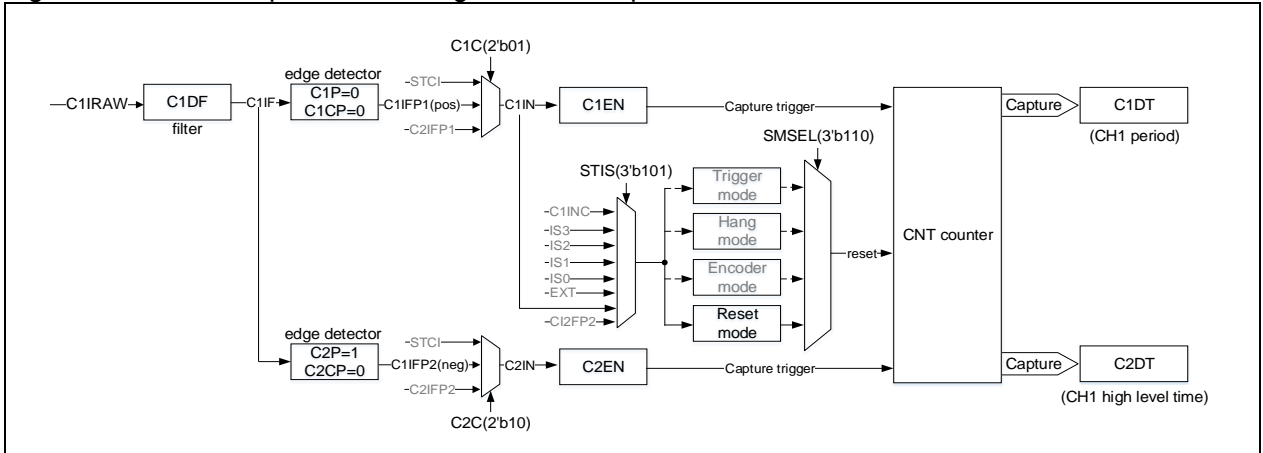 C1C(2'b01)
edge detector
-STCI
C1IRAW
C1DF
C1IF
C1P=0
C1CP=0
C1IFP1(pos)
C1IN
C1EN
Capture trigger
Capture
C1DT
filter
-C2IFP1
(CH1 period)
SMSEL(3'b110)
STIS(3'b101)
Trigger
mode
-C1INC
-IS3
Hang
mode
-IS2
CNT counter
-IS1
reset
-IS0
Encoder
mode
-EXT
-CI2FP2
Reset
mode
edge detector
-STCI
C2P=1
C2CP=0
C1IFP2(neg)
C2IN
C2EN
Capture trigger
Capture
C2DT
-C2IFP2
(CH1 high level time)
C2C(2'b10)